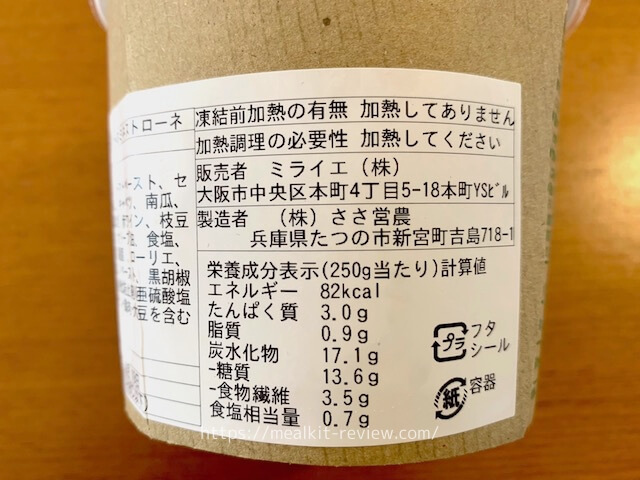 ストローネ
スト、セ
南瓜、
イン、枝豆
食塩、
ローリエ、
黒胡椒
亜硫酸塩
豆を含む
凍結前加熱の有無 加熱してありません
加熱調理の必要性 加熱してください
販売者 ミライエ（株）
大阪市中央区本町4丁目5-18本町YSﾋﾞﾙ
製造者 （株）ささ営農
兵庫県たつの市新宮町吉島718-1
栄養成分表示(250g当たり)計算値
エネルギー 82kcal
たんぱく質 3.0g
脂質 0.9g
炭水化物 17.1g
-糖質 13.6g
-食物繊維 3.5g
食塩相当量 0.7g
プラ フタ
シール
紙 容器
https://mealkit-review.com/